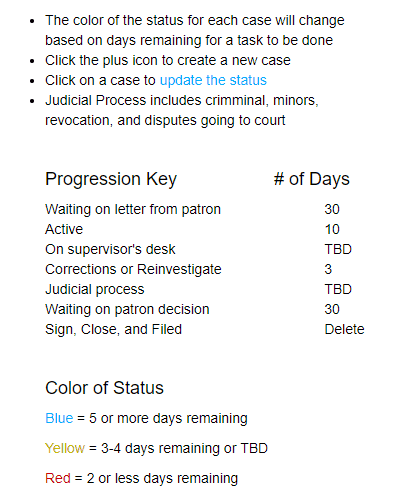 • The color of the status for each case will change
based on days remaining for a task to be done
• Click the plus icon to create a new case
• Click on a case to update the status
• Judicial Process includes crimminal, minors,
revocation, and disputes going to court
Progression Key # of Days
Waiting on letter from patron 30
Active 10
On supervisor's desk TBD
Corrections or Reinvestigate 3
Judicial process TBD
Waiting on patron decision 30
Sign, Close, and Filed Delete
Color of Status
Blue = 5 or more days remaining
Yellow = 3-4 days remaining or TBD
Red = 2 or less days remaining